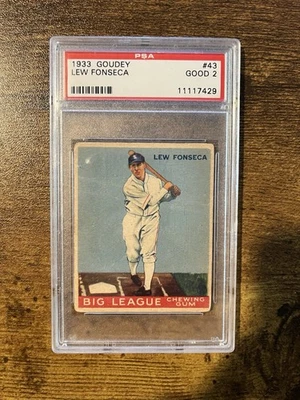 PSA
1933 GOUDEY #43
LEW FONSECA GOOD 2
11117429
LEW FONSECA
BIG LEAGUE CHEWING
GUM